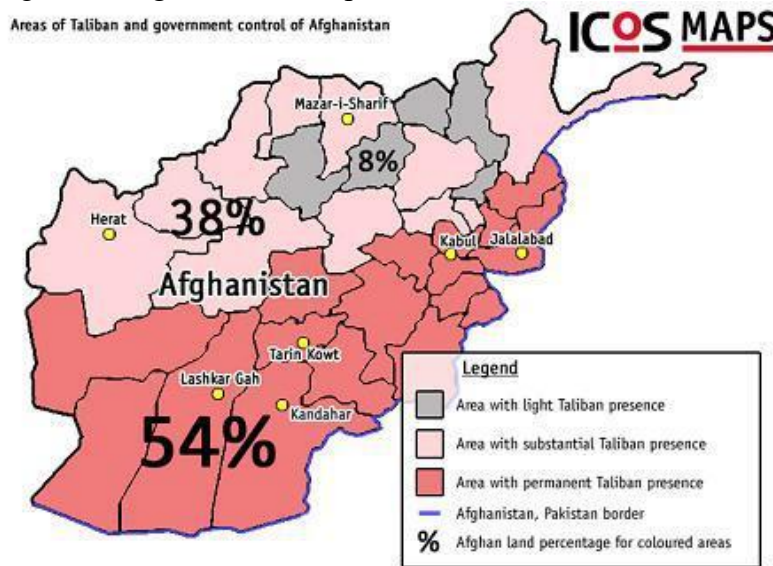 Areas of Taliban and government control of Afghanistan
ICOS MAPS
Mazar-i-Sharif
8%
38%
Herat
Kabul
Jalalabad
Afghanistan
Tarin Kowt
Lashkar Gah
Kandahar
54%
Legend
Area with light Taliban presence
Area with substantial Taliban presence
Area with permanent Taliban presence
Afghanistan, Pakistan border
% Afghan land percentage for coloured areas